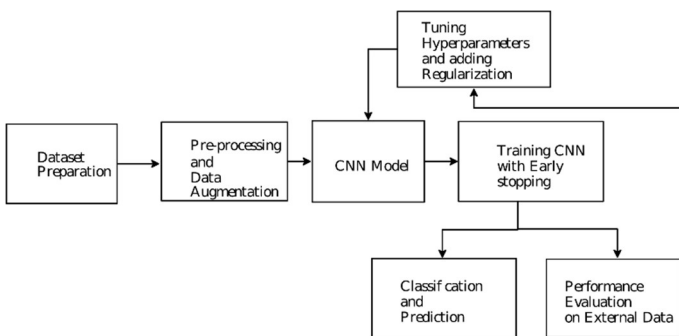 Tuning
Hyperparameters
and adding
Regularization
Dataset
Preparation
Pre-processing
and
Data
Augmentation
CNN Model
Training CNN
with Early
stopping
Classif cation
and
Prediction
Performance
Evaluation
on External Data